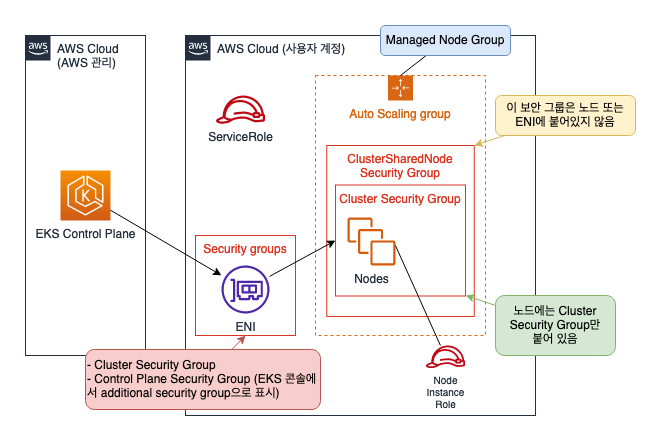 Managed Node Group
aws
AWS Cloud
(AWS 관리)
aws
AWS Cloud (사용자 계정)
ServiceRole
Auto Scaling group
이 보안 그룹은 노드 또는
ENI에 붙어있지 않음
ClusterSharedNode
Security Group
Cluster Security Group
Nodes
EKS Control Plane
Security groups
ENI
노드에는 Cluster
Security Group만
붙어 있음
- Cluster Security Group
- Control Plane Security Group (EKS 콘솔에
서 additional security group으로 표시)
Node
Instance
Role